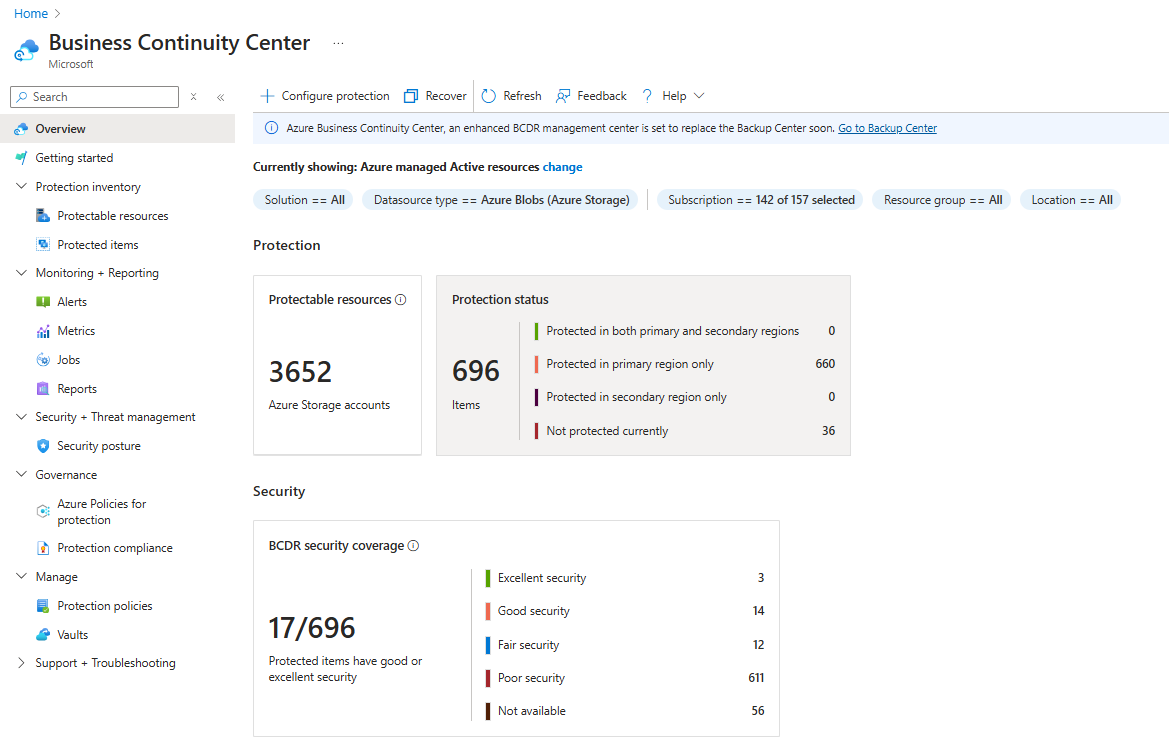 Home
Business Continuity Center ...
Microsoft
Search
Overview
Getting started
Protection inventory
Protectable resources
Protected items
Monitoring + Reporting
Alerts
Metrics
Jobs
Reports
Security + Threat management
Security posture
Governance
Azure Policies for
protection
Protection compliance
Manage
Protection policies
Vaults
Support + Troubleshooting
Configure protection Recover Refresh Feedback Help
Azure Business Continuity Center, an enhanced BCDR management center is set to replace the Backup Center soon. Go to Backup Center
Currently showing: Azure managed Active resources change
Solution == All Datasource type == Azure Blobs (Azure Storage) Subscription == 142 of 157 selected Resource group == All Location == All
Protection
Protectable resources
3652
Azure Storage accounts
Protection status
696
Items
Protected in both primary and secondary regions 0
Protected in primary region only 660
Protected in secondary region only 0
Not protected currently 36
Security
BCDR security coverage
17/696
Protected items have good or
excellent security
Excellent security 3
Good security 14
Fair security 12
Poor security 611
Not available 56